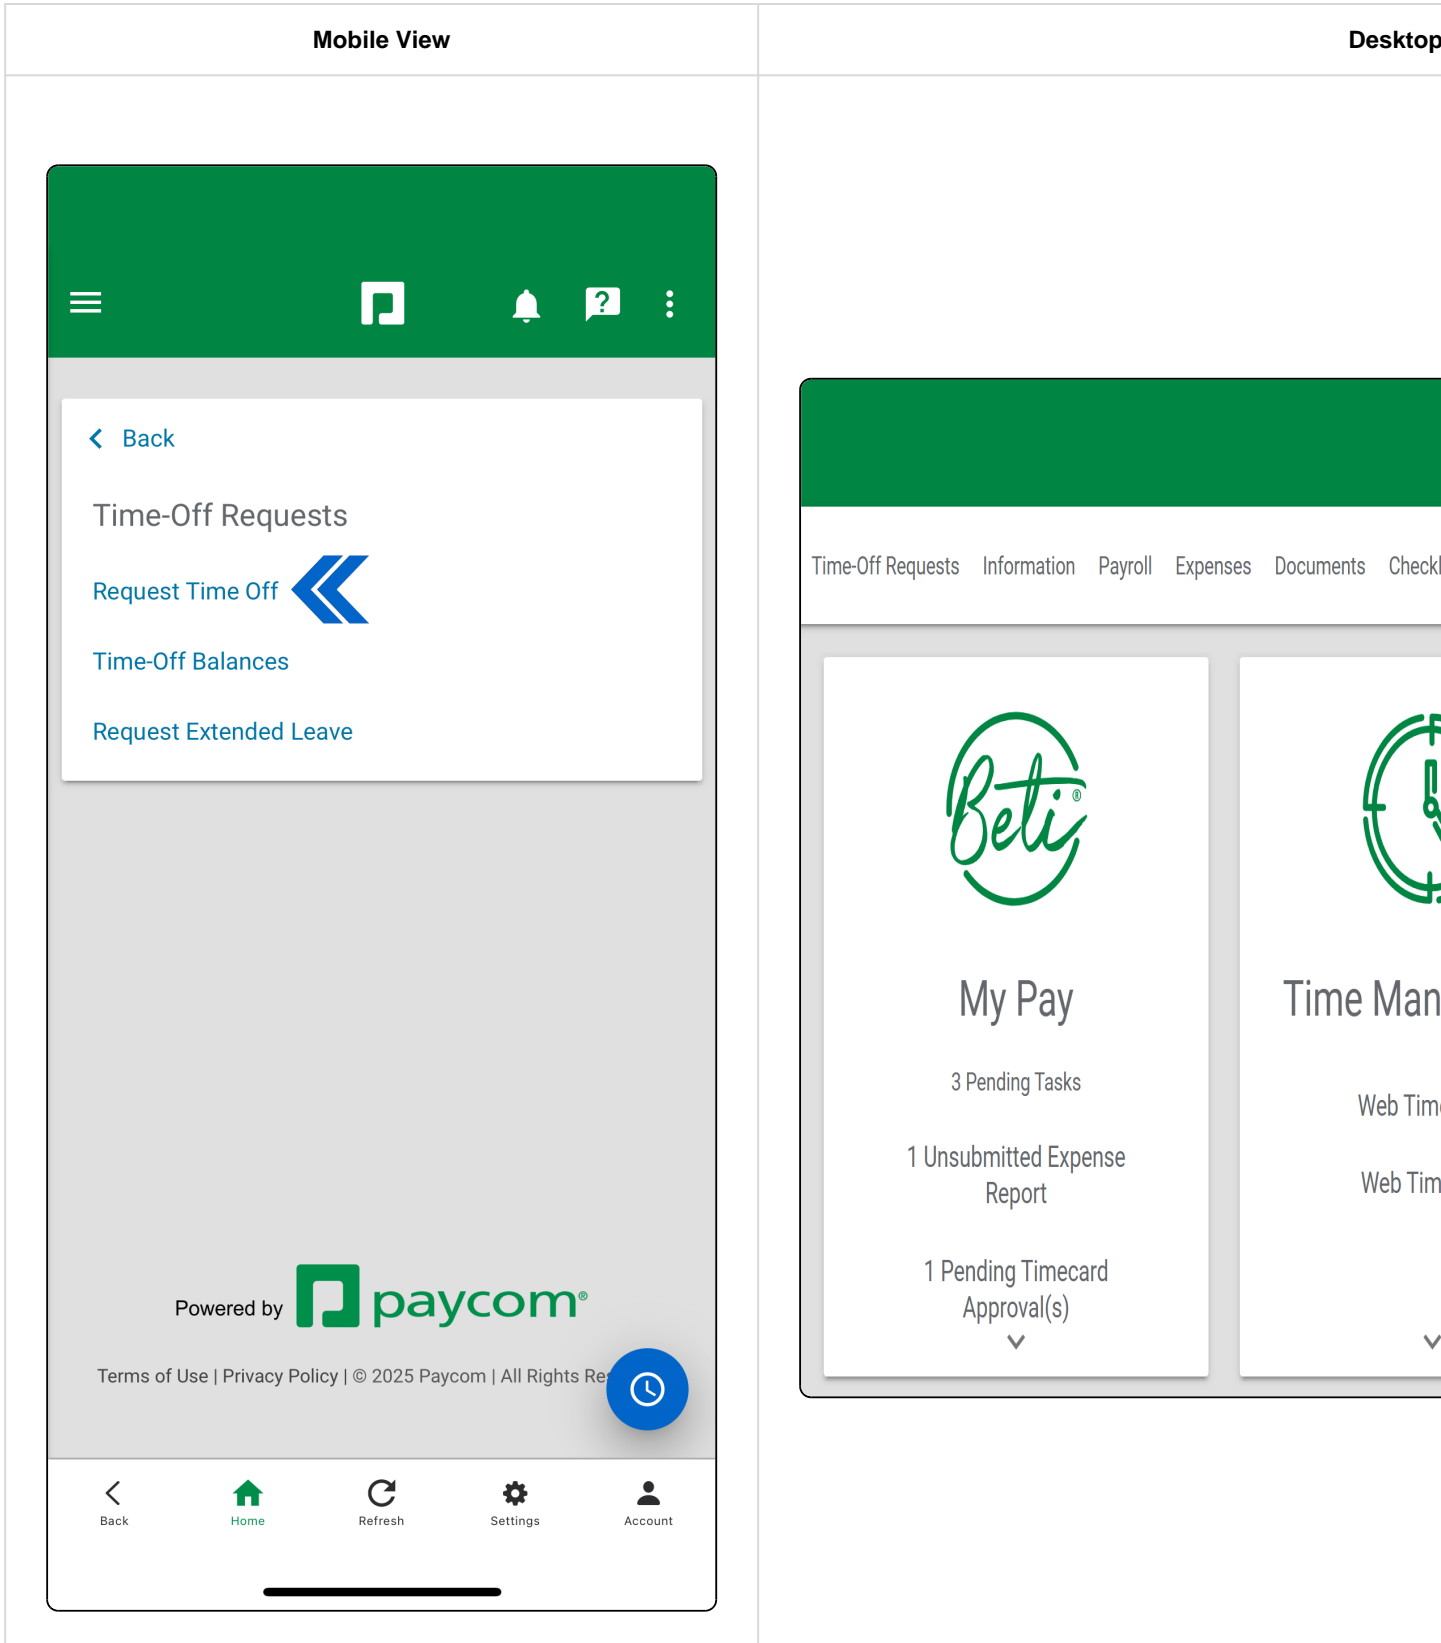 Mobile View
Desktop
Back
Time-Off Requests
Request Time Off
Time-Off Balances
Request Extended Leave
Powered by paycom®
Terms of Use | Privacy Policy | © 2025 Paycom | All Rights Res
Back
Home
Refresh
Settings
Account
Time-Off Requests Information Payroll Expenses Documents Checkl
Beti®
My Pay
3 Pending Tasks
1 Unsubmitted Expense
Report
1 Pending Timecard
Approval(s)
Time Man
Web Time
Web Tim